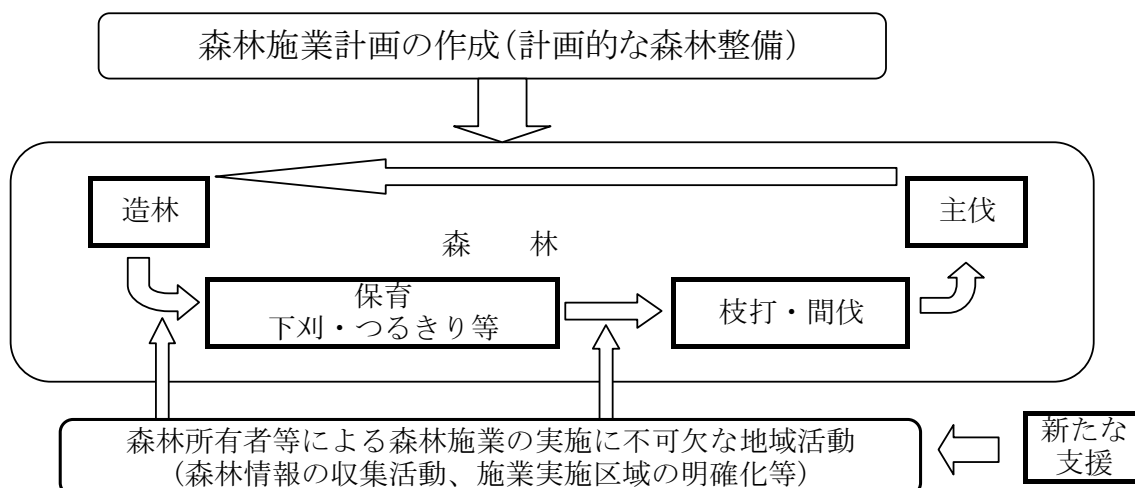 森林施業計画の作成(計画的な森林整備)
造林
主伐
森　林
保育
下刈・つるきり等
枝打・間伐
森林所有者等による森林施業の実施に不可欠な地域活動
(森林情報の収集活動、施業実施区域の明確化等)
新たな
支援